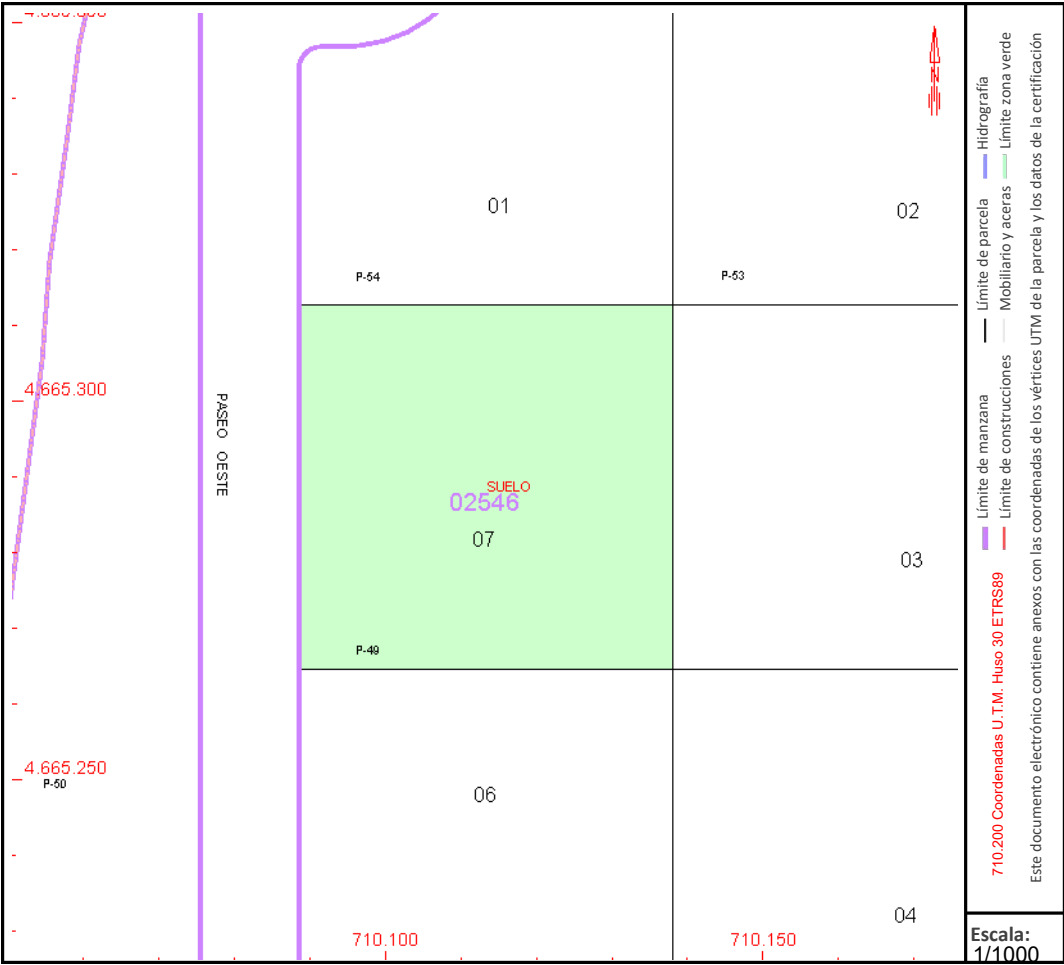 01
02
P-54
P-53
4.665.300
PASEO OESTE
SUELO
02546
07
03
P-49
4.665.250
P-50
06
04
710.100
710.150
Límite de manzana
Límite de parcela
Hidrografía
710.200 Coordenadas U.T.M. Huso 30 ETRS89
Límite de construcciones
Mobiliario y aceras
Límite zona verde
Este documento electrónico contiene anexos con las coordenadas de los vértices UTM de la parcela y los datos de la certificación
Escala:
1/1000